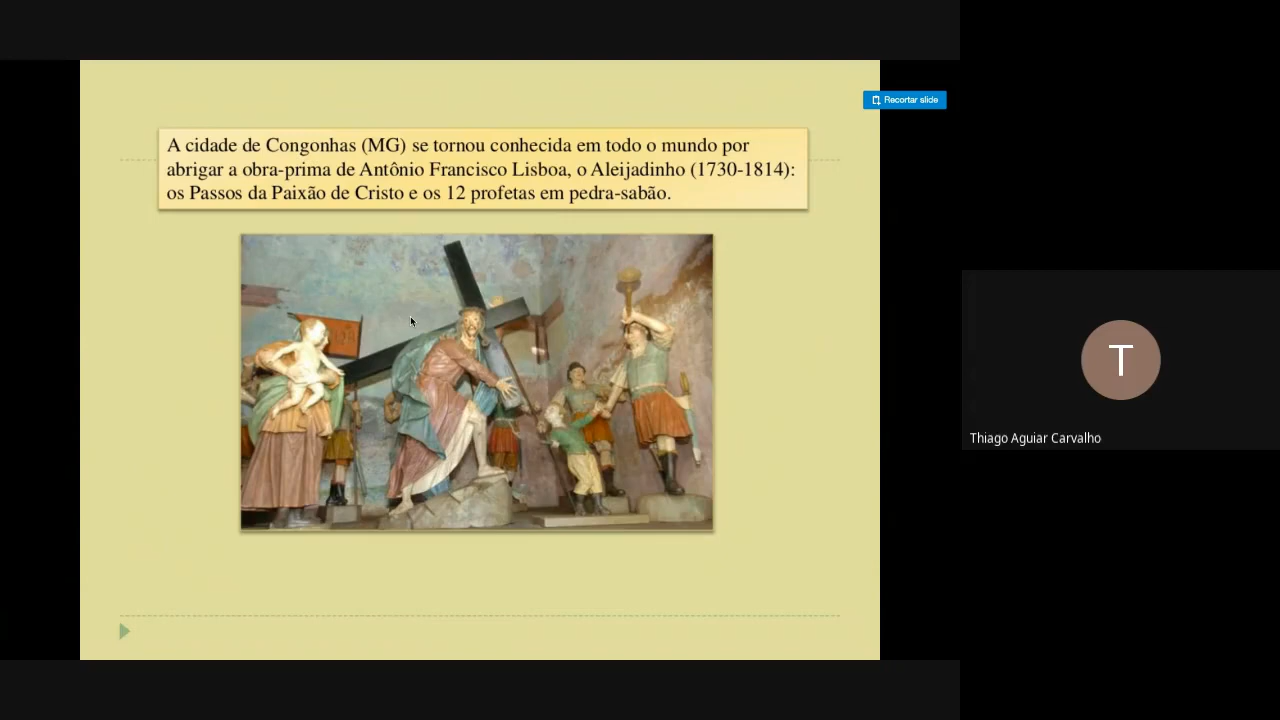 Recortar slide
A cidade de Congonhas (MG) se tornou conhecida em todo o mundo por
abrigar a obra-prima de Antônio Francisco Lisboa, o Aleijadinho (1730-1814):
os Passos da Paixão de Cristo e os 12 profetas em pedra-sabão.
T
Thiago Aguiar Carvalho